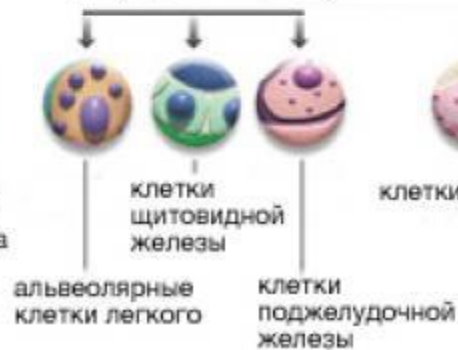 клетки
щитовидной
железы
клетки
а
альвеолярные
клетки легкого
клетки
поджелудочной
железы